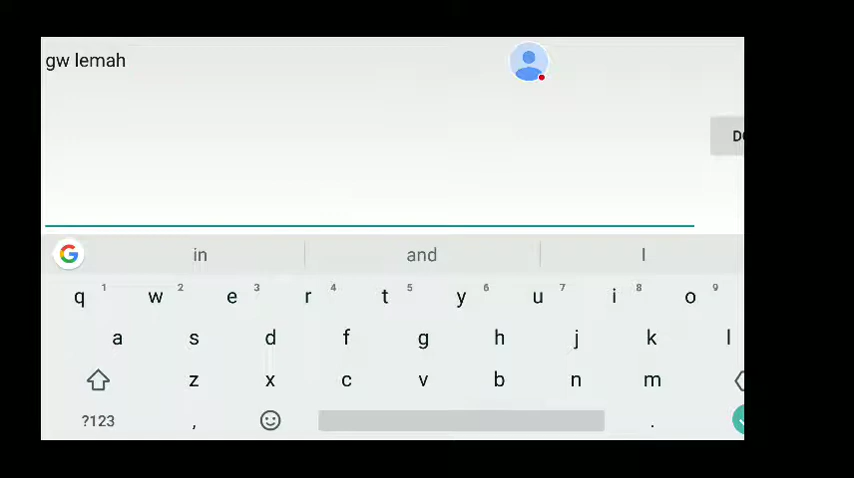 gw lemah
D
in and I
q 1 w 2 e 3 r 4 t 5 y 6 u 7 i 8 o 9
a s d f g h j k l
z x c v b n m
?123 , .